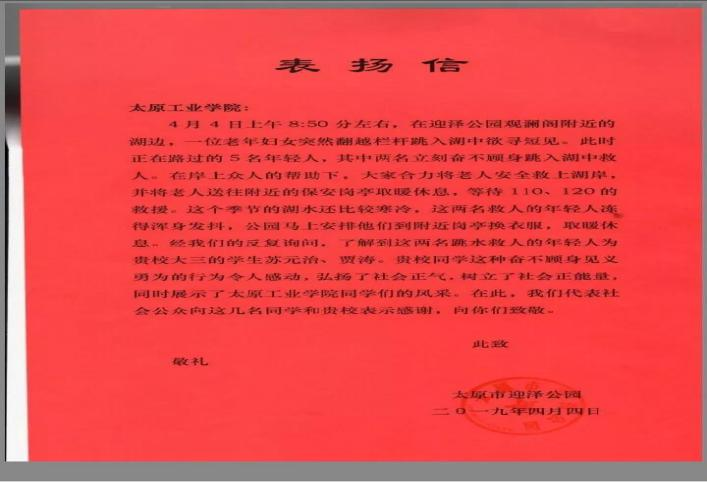 表扬信
太原工业学院：
4月4日上午8:50分左右，在迎泽公园观澜阁附近的
湖边，一位老年妇女突然翻越栏杆跳入湖中欲寻短见。此时
正在路过的5名年轻人，其中两名立刻奋不顾身跳入湖中救
人。在岸上众人的帮助下，大家合力将老人安全救上湖岸，
并将老人送往附近的保安岗亭取暖休息，等待110、120的
救援。这个季节的湖水还比较寒冷，这两名救人的年轻人冻
得浑身发抖，公园马上安排他们到附近岗亭换衣服，取暖休
息。经我们的反复询问，了解到这两名跳水救人的年轻人为
贵校大三的学生苏元治、贾涛。贵校同学这种奋不顾身见义
勇为的行为令人感动，弘扬了社会正气，树立了社会正能量，
同时展示了太原工业学院同学们的风采。在此，我们代表社
会公众向这几名同学和贵校表示感谢，向你们致敬。
此致
敬礼
太原市迎泽公园
二〇一九年四月四日